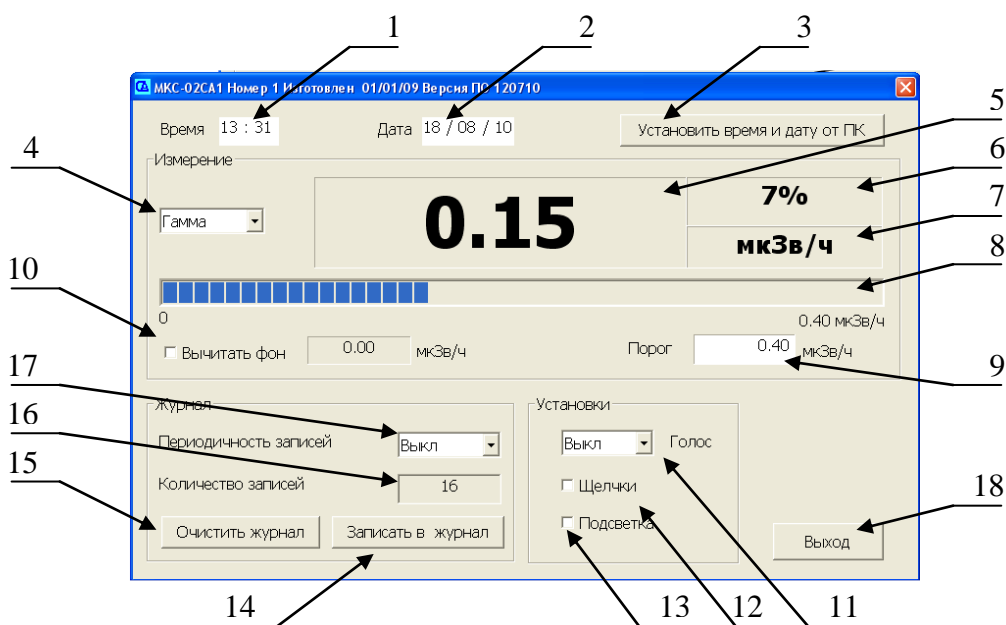 1 2 3
МКС-02СА1 Номер 1 Изготовлен 01/01/09 Версия ПО 120710
Время 13 : 31 Дата 18 / 08 / 10 Установить время и дату от ПК
5
4
Измерение
6
7%
Гамма
0.15
7
мкЗв/ч
8
10
0
0.40 мкЗв/ч
Вычитать фон 0.00 мкЗв/ч Порог 0.40 мкЗв/ч
9
17
Журнал
Установки
16
Периодичность записей Выкл
Выкл Голос
15
Количество записей 16
Щелчки
18
Очистить журнал Записать в журнал
Подсветка
Выход
14 13 12 11